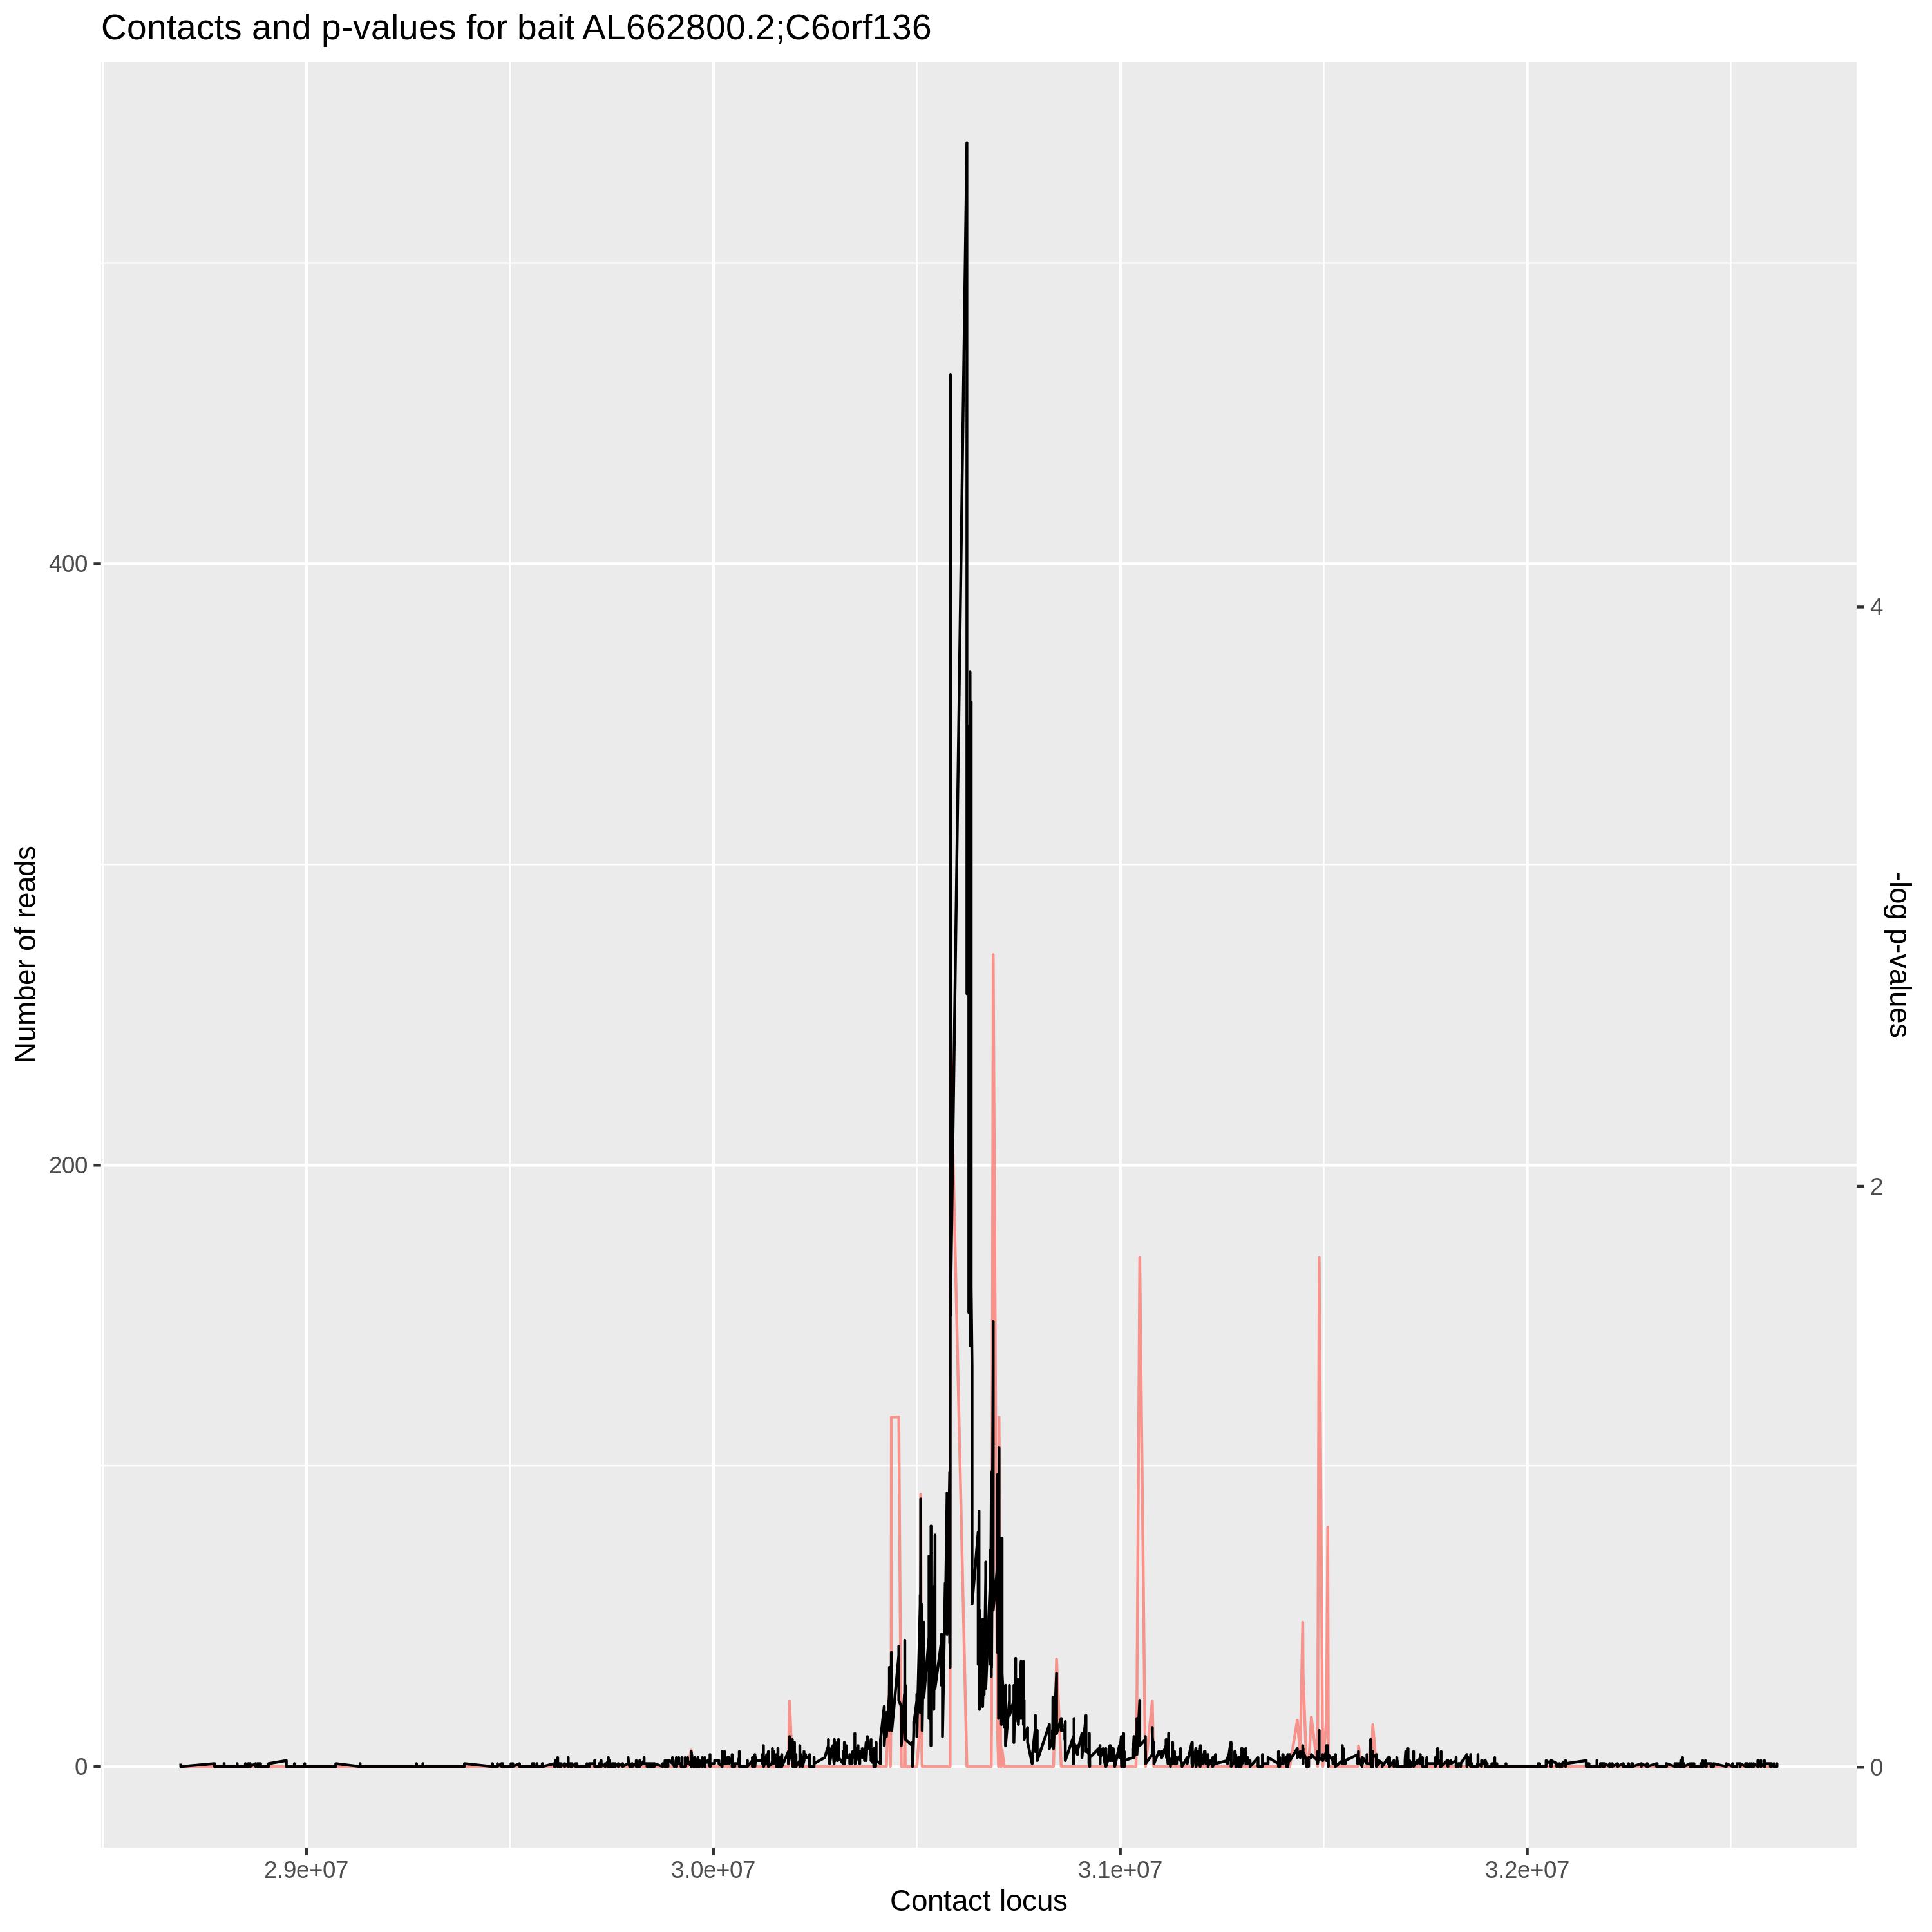 Contacts and p-values for bait AL662800.2;C6orf136
Number of reads
400
200
0
4
2
0
-log p-values
2.9e+07
3.0e+07
3.1e+07
3.2e+07
Contact locus